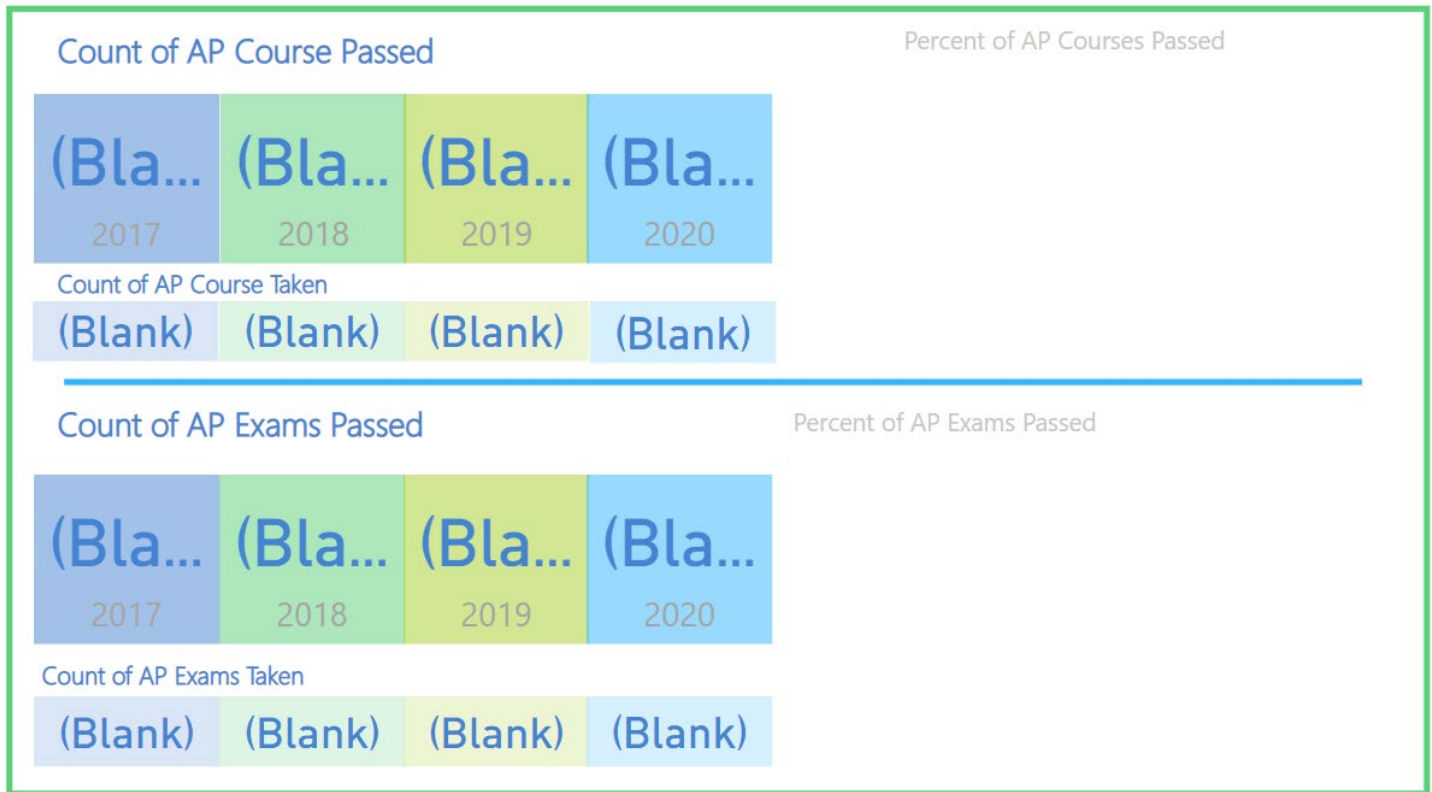 Count of AP Course Passed
Percent of AP Courses Passed
(Bla... (Bla... (Bla... (Bla...
2017 2018 2019 2020
Count of AP Course Taken
(Blank) (Blank) (Blank) (Blank)
Count of AP Exams Passed
Percent of AP Exams Passed
(Bla... (Bla... (Bla... (Bla...
2017 2018 2019 2020
Count of AP Exams Taken
(Blank) (Blank) (Blank) (Blank)